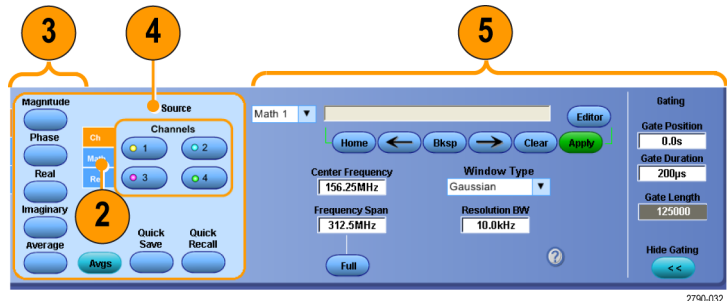 3
4
5
Magnitude
Phase
Real
Imaginary
Average
Source
Ch
Math
Re
2
Channels
1
2
3
4
Avgs
Quick Save
Quick Recall
Math 1
Editor
Home
←
Bksp
→
Clear
Apply
Center Frequency
156.25MHz
Frequency Span
312.5MHz
Full
Window Type
Gaussian
Resolution BW
10.0kHz
?
Gating
Gate Position
0.0s
Gate Duration
200µs
Gate Length
125000
Hide Gating
<<
2790-032